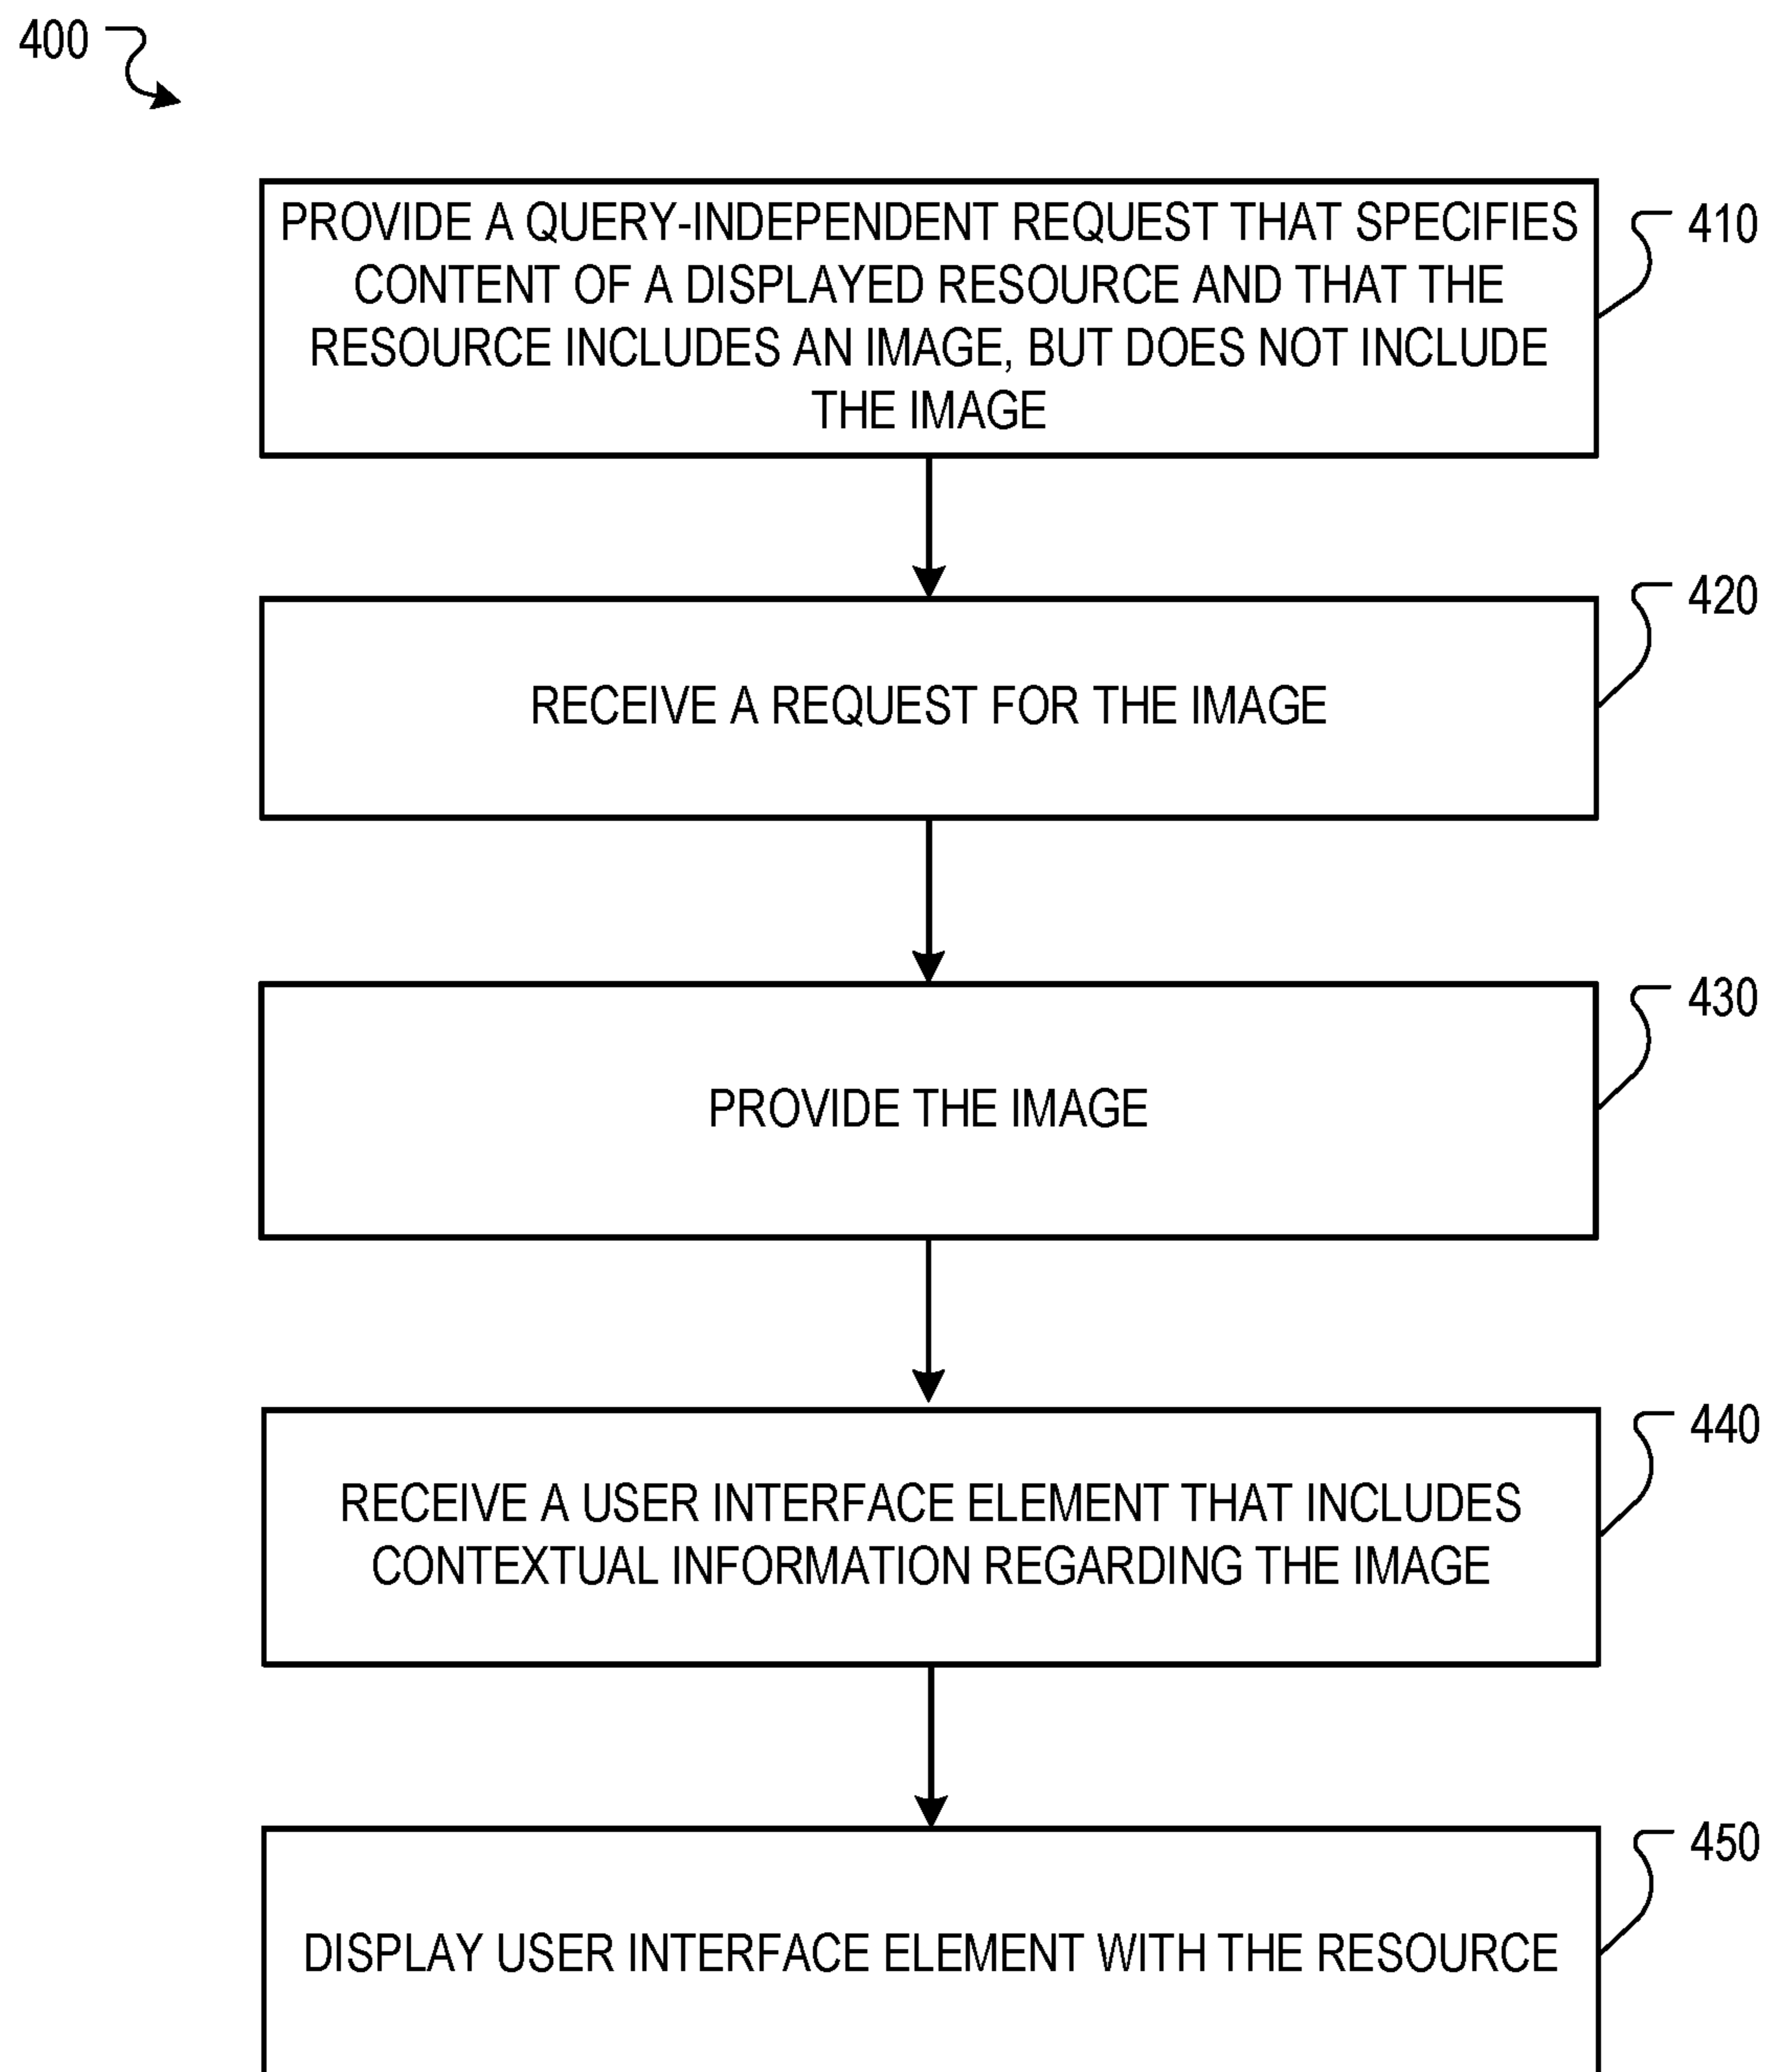 400
PROVIDE A QUERY-INDEPENDENT REQUEST THAT SPECIFIES
CONTENT OF A DISPLAYED RESOURCE AND THAT THE
RESOURCE INCLUDES AN IMAGE, BUT DOES NOT INCLUDE
THE IMAGE
410
RECEIVE A REQUEST FOR THE IMAGE
420
PROVIDE THE IMAGE
430
RECEIVE A USER INTERFACE ELEMENT THAT INCLUDES
CONTEXTUAL INFORMATION REGARDING THE IMAGE
440
DISPLAY USER INTERFACE ELEMENT WITH THE RESOURCE
450